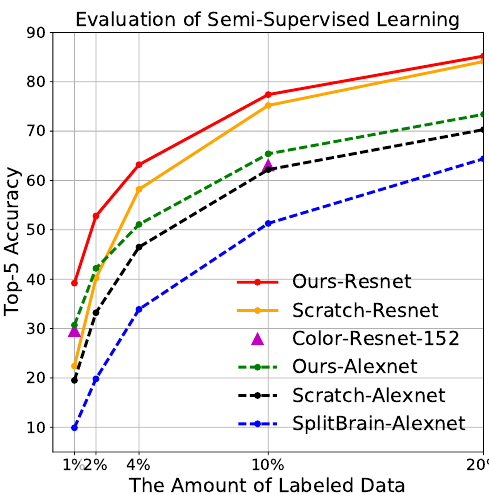 Evaluation of Semi-Supervised Learning
90
80
70
60
50
40
30
20
10
Top-5 Accuracy
Ours-Resnet
Scratch-Resnet
Color-Resnet-152
Ours-Alexnet
Scratch-Alexnet
SplitBrain-Alexnet
1% 2% 4% 10% 20%
The Amount of Labeled Data